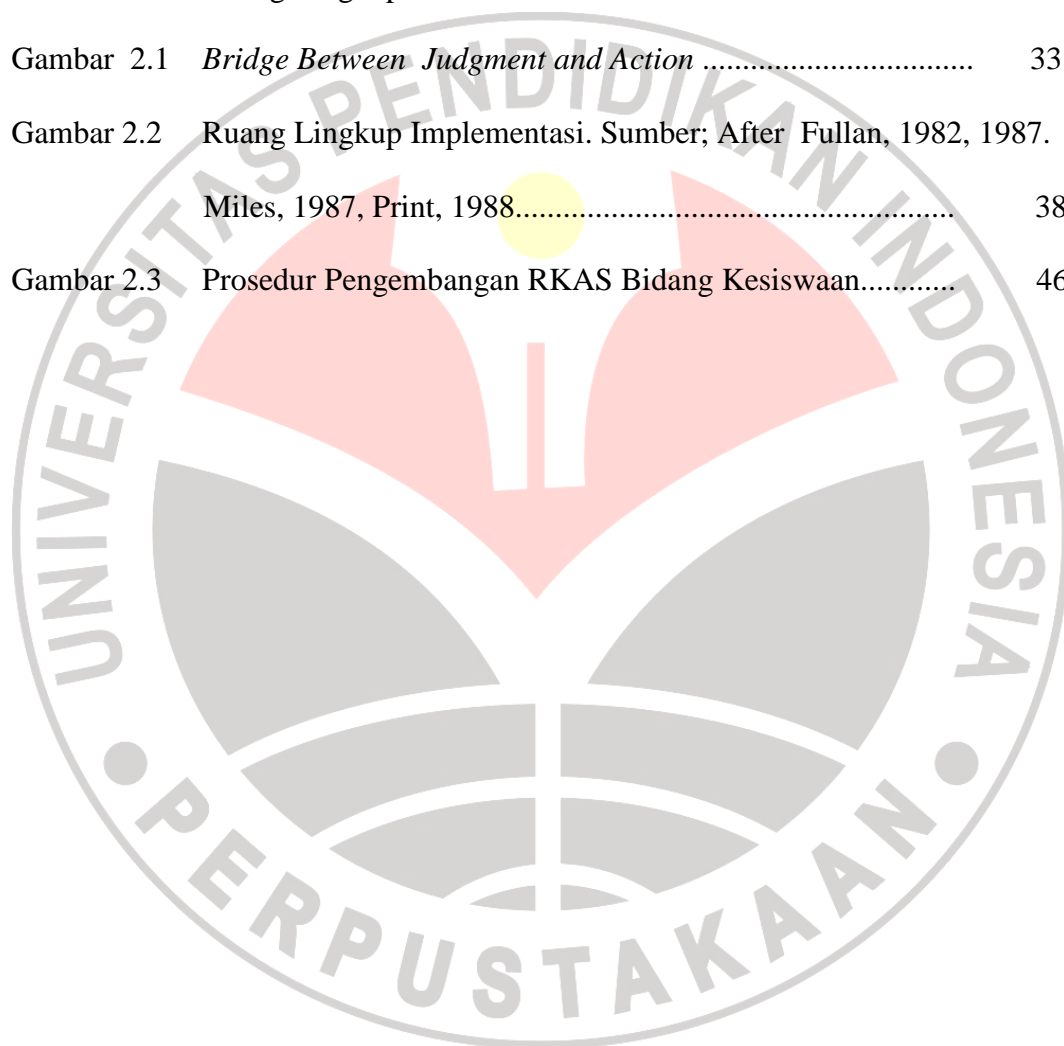 Gambar 2.1 Bridge Between Judgment and Action .................................. 33
Gambar 2.2 Ruang Lingkup Implementasi. Sumber; After Fullan, 1982, 1987.
Miles, 1987, Print, 1988........................................................ 38
Gambar 2.3 Prosedur Pengembangan RKAS Bidang Kesiswaan............ 46
UNIVERSITAS PENDIDIKAN INDONESIA
PERPUSTAKAAN